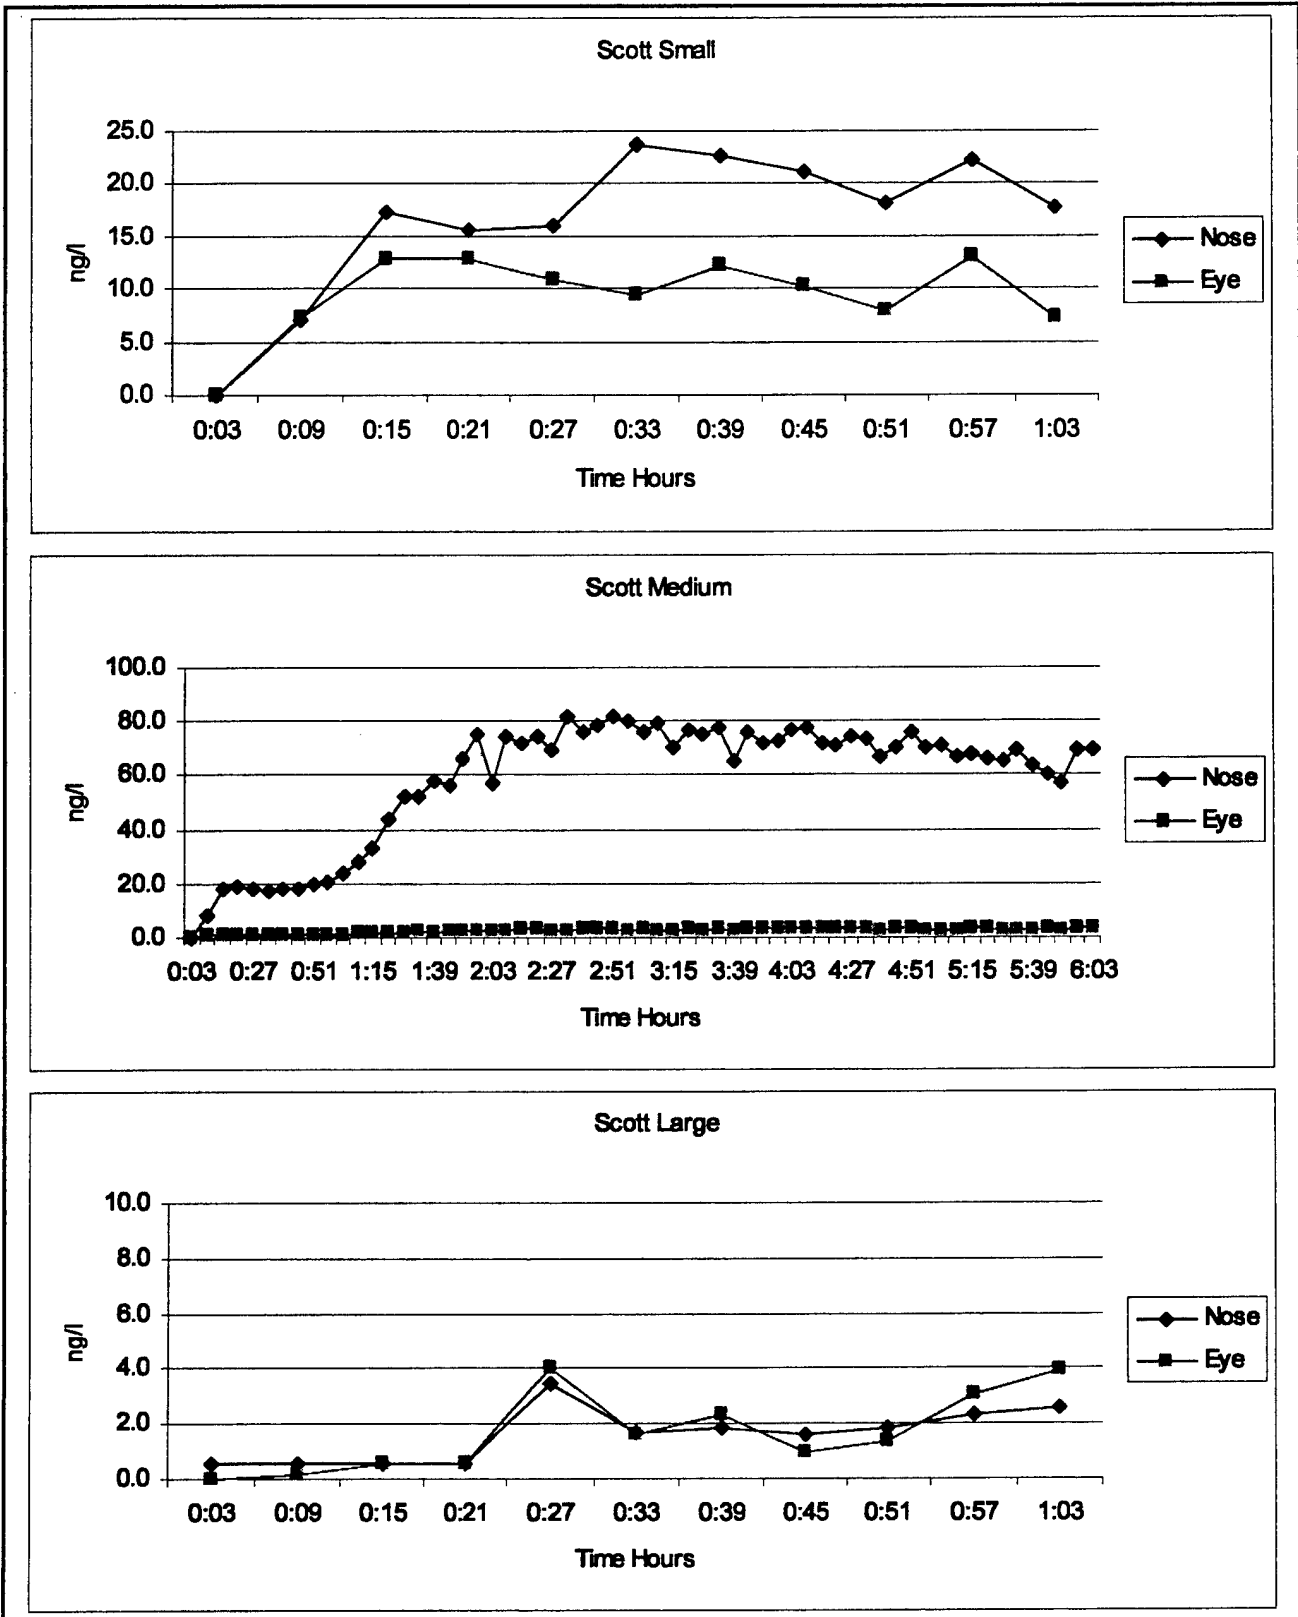 Scott Small
25.0
20.0
15.0
10.0
5.0
0.0
ng/l
0:03 0:09 0:15 0:21 0:27 0:33 0:39 0:45 0:51 0:57 1:03
Time Hours
Nose
Eye
Scott Medium
100.0
80.0
60.0
40.0
20.0
0.0
ng/l
0:03 0:27 0:51 1:15 1:39 2:03 2:27 2:51 3:15 3:39 4:03 4:27 4:51 5:15 5:39 6:03
Time Hours
Nose
Eye
Scott Large
10.0
8.0
6.0
4.0
2.0
0.0
ng/l
0:03 0:09 0:15 0:21 0:27 0:33 0:39 0:45 0:51 0:57 1:03
Time Hours
Nose
Eye